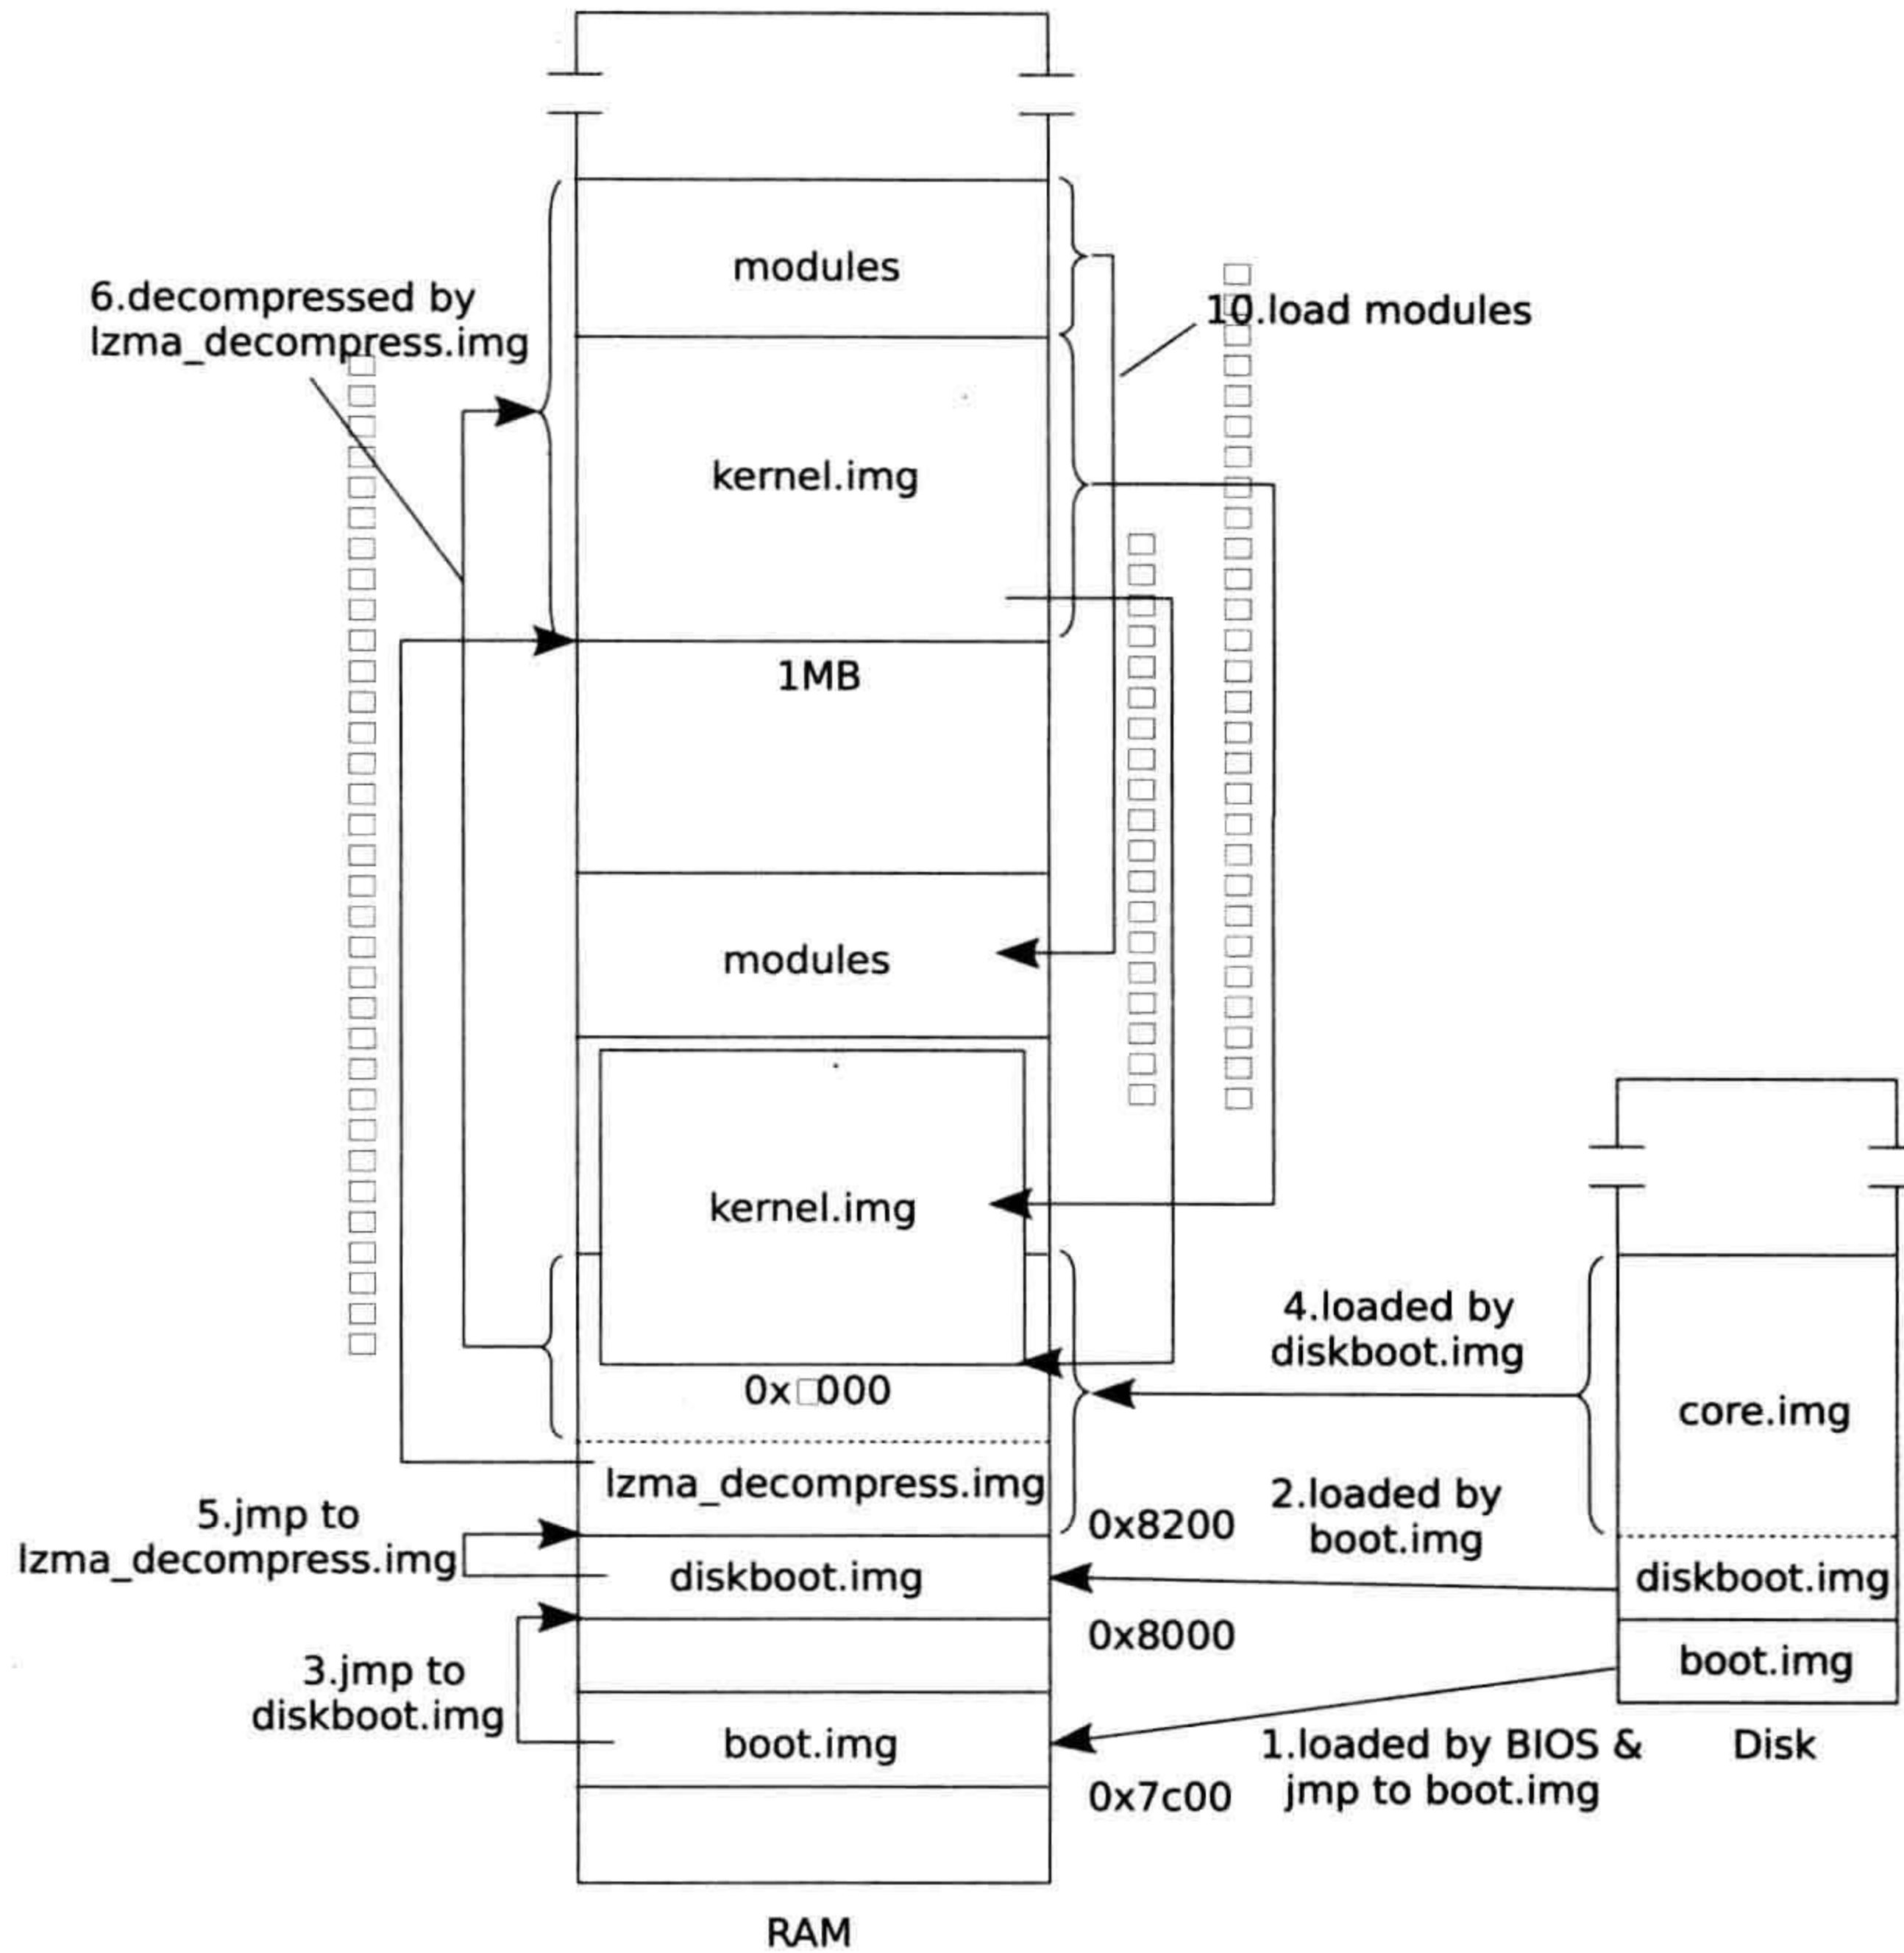 modules
6.decompressed by
lzma_decompress.img
10.load modules
kernel.img
1MB
modules
kernel.img
4.loaded by
diskboot.img
core.img
lzma_decompress.img
0x8200
2.loaded by
boot.img
5.jmp to
lzma_decompress.img
diskboot.img
diskboot.img
0x8000
boot.img
3.jmp to
diskboot.img
boot.img
1.loaded by BIOS &
jmp to boot.img
Disk
0x7c00
RAM